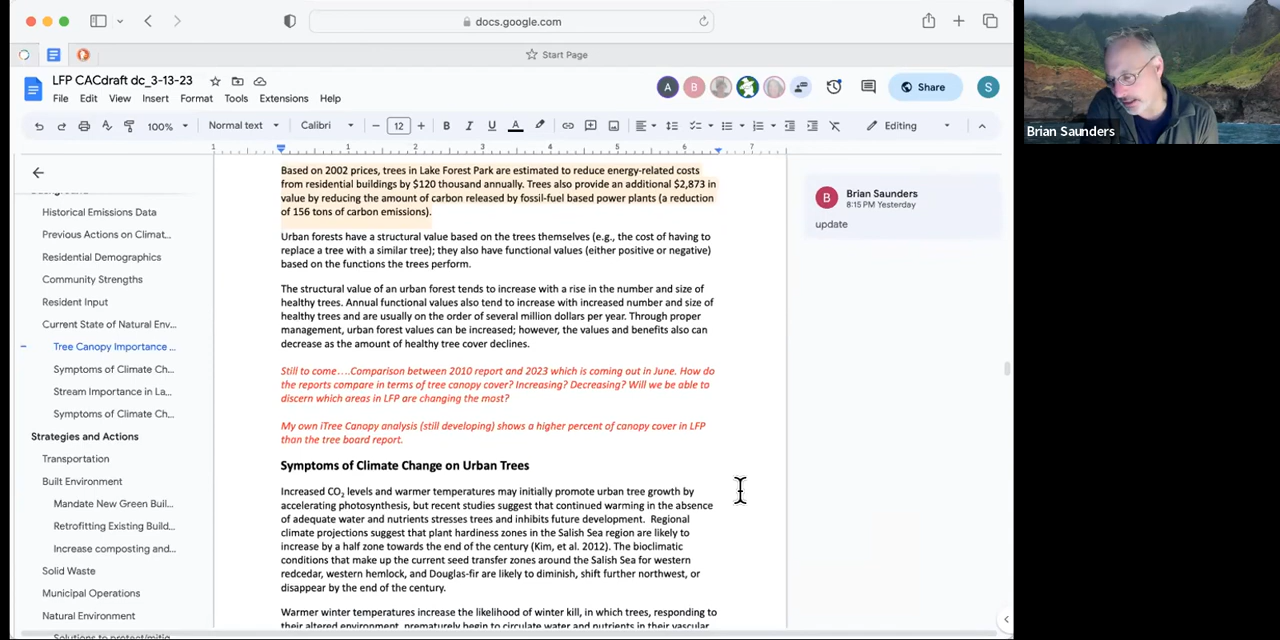 docs.google.com
Start Page
LFP CACdraft dc_3-13-23
File Edit View Insert Format Tools Extensions Help
A B
Share
S
100%
Normal text
Calibri
12
B I U A
Editing
1 1 2 3 4 5 6 7
Historical Emissions Data
Previous Actions on Climat...
Residential Demographics
Community Strengths
Resident Input
Current State of Natural Env...
Tree Canopy Importance ...
Symptoms of Climate Ch...
Stream Importance in La...
Symptoms of Climate Ch...
Strategies and Actions
Transportation
Built Environment
Mandate New Green Buil...
Retrofitting Existing Build...
Increase composting and...
Solid Waste
Municipal Operations
Natural Environment
Based on 2002 prices, trees in Lake Forest Park are estimated to reduce energy-related costs
from residential buildings by $120 thousand annually. Trees also provide an additional $2,873 in
value by reducing the amount of carbon released by fossil-fuel based power plants (a reduction
of 156 tons of carbon emissions).
Urban forests have a structural value based on the trees themselves (e.g., the cost of having to
replace a tree with a similar tree); they also have functional values (either positive or negative)
based on the functions the trees perform.
The structural value of an urban forest tends to increase with a rise in the number and size of
healthy trees. Annual functional values also tend to increase with increased number and size of
healthy trees and are usually on the order of several million dollars per year. Through proper
management, urban forest values can be increased; however, the values and benefits also can
decrease as the amount of healthy tree cover declines.
Still to come….Comparison between 2010 report and 2023 which is coming out in June. How do
the reports compare in terms of tree canopy cover? Increasing? Decreasing? Will we be able to
discern which areas in LFP are changing the most?
My own iTree Canopy analysis (still developing) shows a higher percent of canopy cover in LFP
than the tree board report.
Symptoms of Climate Change on Urban Trees
Increased CO₂ levels and warmer temperatures may initially promote urban tree growth by
accelerating photosynthesis, but recent studies suggest that continued warming in the absence
of adequate water and nutrients stresses trees and inhibits future development. Regional
climate projections suggest that plant hardiness zones in the Salish Sea region are likely to
increase by a half zone towards the end of the century (Kim, et al. 2012). The bioclimatic
conditions that make up the current seed transfer zones around the Salish Sea for western
redcedar, western hemlock, and Douglas-fir are likely to diminish, shift further northwest, or
disappear by the end of the century.
Warmer winter temperatures increase the likelihood of winter kill, in which trees, responding to
their altered environment, prematurely begin to circulate water and nutrients in their vascular
B
Brian Saunders
8:15 PM Yesterday
update
Brian Saunders